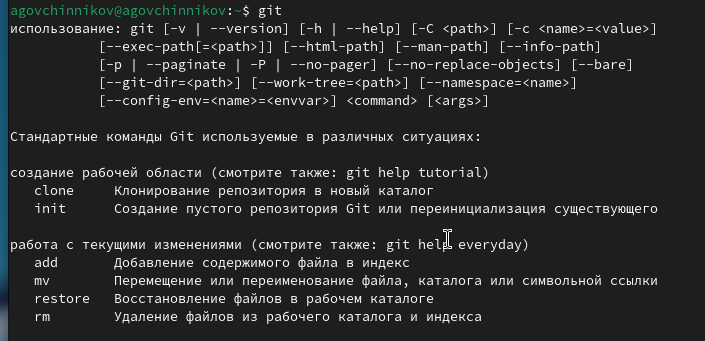 agovchinnikov@agovchinnikov:~$ git
использование: git [-v | --version] [-h | --help] [-C <path>] [-c <name>=<value>]
[--exec-path[=<path>]] [--html-path] [--man-path] [--info-path]
[-p | --paginate | -P | --no-pager] [--no-replace-objects] [--bare]
[--git-dir=<path>] [--work-tree=<path>] [--namespace=<name>]
[--config-env=<name>=<envvar>] <command> [<args>]
Стандартные команды Git используемые в различных ситуациях:
создание рабочей области (смотрите также: git help tutorial)
clone Клонирование репозитория в новый каталог
init Создание пустого репозитория Git или переинициализация существующего
работа с текущими изменениями (смотрите также: git help everyday)
add Добавление содержимого файла в индекс
mv Перемещение или переименование файла, каталога или символьной ссылки
restore Восстановление файлов в рабочем каталоге
rm Удаление файлов из рабочего каталога и индекса